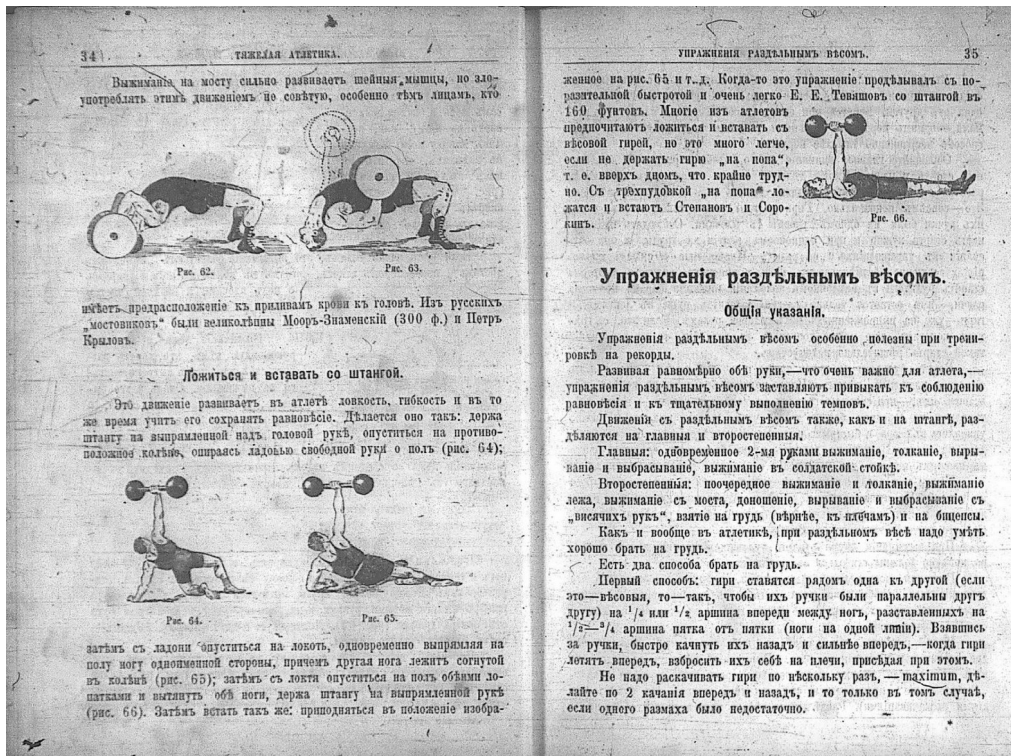 34 ТЯЖЕЛАЯ АТЛЕТИКА.
Выжиманіе на мосту сильно развиваетъ шейныя мышцы, но зло-
употреблять этимъ движеніемъ не совѣтую, особенно тѣмъ лицамъ, кто
Рис. 62.
Рис. 63.
имѣетъ предрасположеніе къ приливамъ крови къ головѣ. Изъ русскихъ
„мостовиковъ“ были великолѣпны Мооръ-Знаменскій (300 ф.) и Петръ
Крыловъ.
Ложиться и вставать со штангой.
Это движеніе развиваетъ въ атлетѣ ловкость, гибкость и въ то
же время учитъ его сохранять равновѣсіе. Дѣлается оно такъ: держа
штангу на выпрямленной надъ головой рукѣ, опуститься на противо-
положное колѣно, опираясь ладонью свободной руки о полъ (рис. 64);
Рис. 64.
Рис. 65.
затѣмъ съ ладони опуститься на локоть, одновременно выпрямляя на
полу ногу одноименной стороны, причемъ другая нога лежитъ согнутой
въ колѣнѣ (рис. 65); затѣмъ съ локтя опуститься на полъ обѣими ло-
патками и вытянуть обѣ ноги, держа штангу на выпрямленной рукѣ
(рис. 66). Затѣмъ встать такъ же: приподняться въ положеніе изобра-
УПРАЖНЕНІЯ РАЗДѢЛЬНЫМЪ ВѢСОМЪ. 35
женное на рис. 65 и т. д. Когда-то это упражненіе продѣлывалъ съ по-
разительной быстротой и очень легко Е. Е. Тевяшовъ со штангой въ
160 фунтовъ. Многіе изъ атлетовъ
предпочитаютъ ложиться и вставать съ
вѣсовой гирей, но это много легче,
если не держать гирю „на попа“,
т. е. вверхъ дномъ, что крайне труд-
но. Съ трехпудовкой „на попа“ ло-
жатся и встаютъ Степановъ и Соро-
кинъ.
Рис. 66.
Упражненія раздѣльнымъ вѣсомъ.
Общія указанія.
Упражненія раздѣльнымъ вѣсомъ особенно полезны при трени-
ровкѣ на рекорды.
Развивая равномѣрно обѣ руки,—что очень важно для атлета,—
упражненія раздѣльнымъ вѣсомъ заставляютъ привыкать къ соблюденію
равновѣсія и къ тщательному выполненію темповъ.
Движенія съ раздѣльнымъ вѣсомъ также, какъ и на штангѣ, раз-
дѣляются на главныя и второстепенныя.
Главныя: одновременное 2-мя руками выжиманіе, толканіе, выры-
ваніе и выбрасываніе, выжиманіе въ солдатской стойкѣ.
Второстепенныя: поочередное выжиманіе и толканіе, выжиманіе
лежа, выжиманіе съ моста, доношеніе, вырываніе и выбрасываніе съ
„висячихъ рукъ“, взятіе на грудь (вѣрнѣе, къ плечамъ) и на бицепсы.
Какъ и вообще въ атлетикѣ, при раздѣльномъ вѣсѣ надо умѣть
хорошо брать на грудь.
Есть два способа брать на грудь.
Первый способъ: гири ставятся рядомъ одна къ другой (если
это—вѣсовыя, то—такъ, чтобы ихъ ручки были параллельны другъ
другу) на 1/4 или 1/2 аршина впереди между ногъ, разставленныхъ на
1/2—3/4 аршина пятка отъ пятки (ноги на одной линіи). Взявшись
за ручки, быстро качнуть ихъ назадъ и сильнѣе впередъ,—когда гири
летятъ впередъ, взбросить ихъ себѣ на плечи, присѣдая при этомъ.
Не надо раскачивать гири по нѣскольку разъ,—maximum, дѣ-
лайте по 2 качанія впередъ и назадъ, и то только въ томъ случаѣ,
если одного размаха было недостаточно.